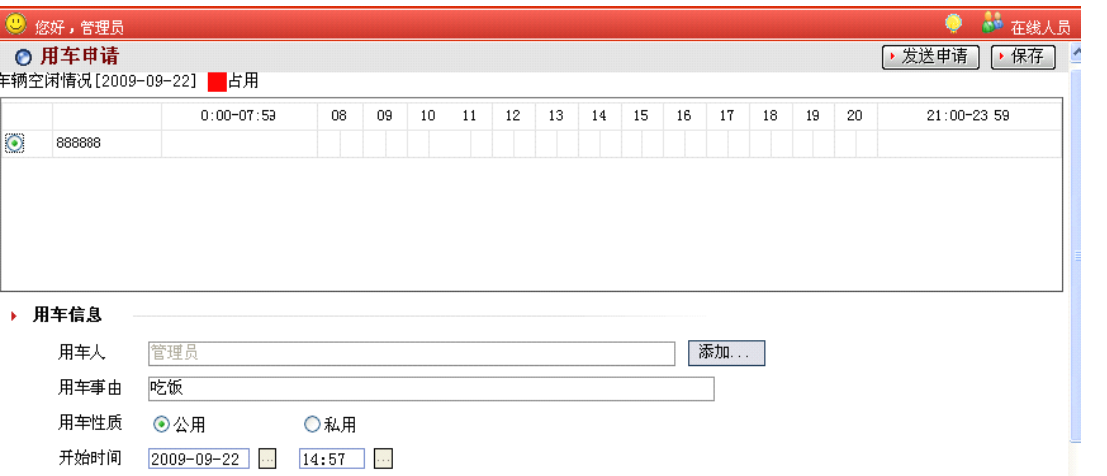 您好，管理员 在线人员
用车申请 发送申请 保存
车辆空闲情况[2009-09-22] 占用
0:00-07:59 08 09 10 11 12 13 14 15 16 17 18 19 20 21:00-23 59
888888
用车信息
用车人 管理员 添加...
用车事由 吃饭
用车性质 公用 私用
开始时间 2009-09-22 ... 14:57 ...